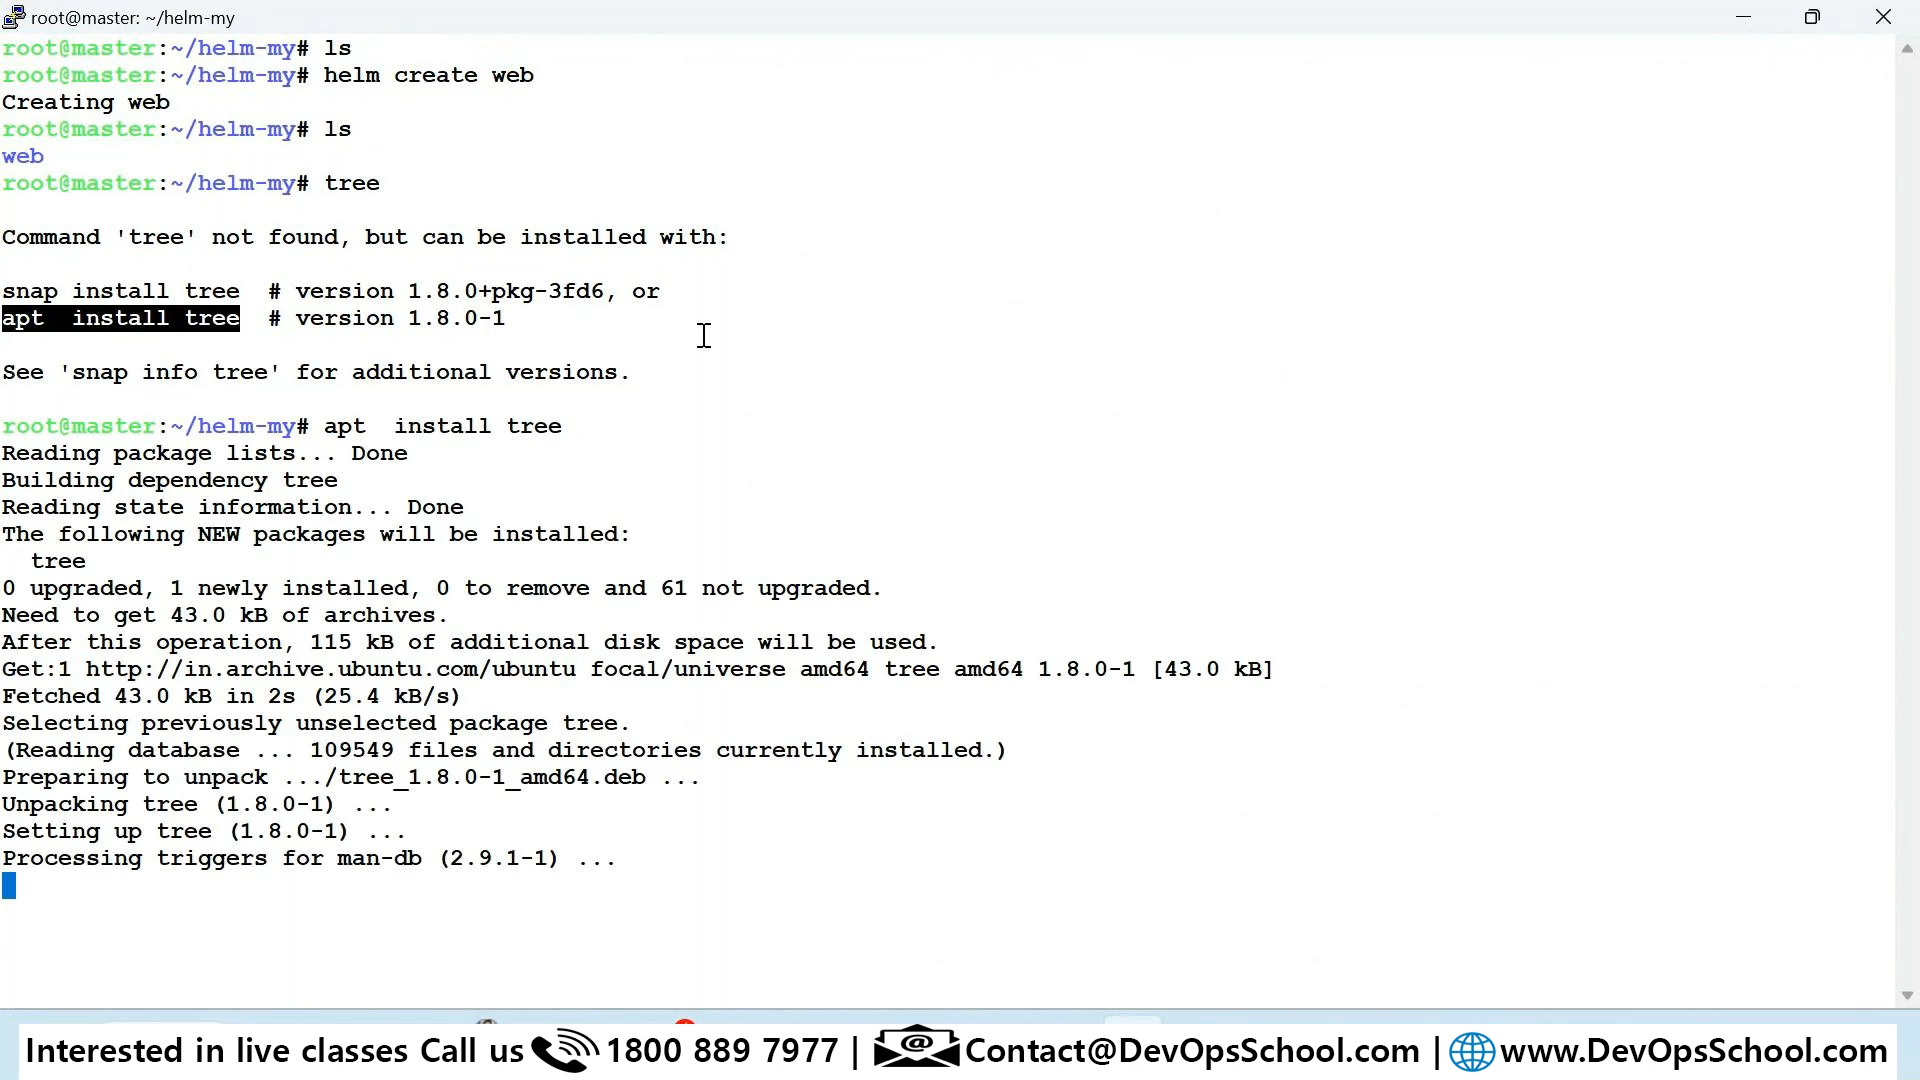 root@master: ~/helm-my
root@master:~/helm-my# ls
root@master:~/helm-my# helm create web
Creating web
root@master:~/helm-my# ls
web
root@master:~/helm-my# tree
Command 'tree' not found, but can be installed with:
snap install tree  # version 1.8.0+pkg-3fd6, or
apt  install tree  # version 1.8.0-1
See 'snap info tree' for additional versions.
root@master:~/helm-my# apt  install tree
Reading package lists... Done
Building dependency tree
Reading state information... Done
The following NEW packages will be installed:
  tree
0 upgraded, 1 newly installed, 0 to remove and 61 not upgraded.
Need to get 43.0 kB of archives.
After this operation, 115 kB of additional disk space will be used.
Get:1 http://in.archive.ubuntu.com/ubuntu focal/universe amd64 tree amd64 1.8.0-1 [43.0 kB]
Fetched 43.0 kB in 2s (25.4 kB/s)
Selecting previously unselected package tree.
(Reading database ... 109549 files and directories currently installed.)
Preparing to unpack .../tree_1.8.0-1_amd64.deb ...
Unpacking tree (1.8.0-1) ...
Setting up tree (1.8.0-1) ...
Processing triggers for man-db (2.9.1-1) ...
Interested in live classes Call us 1800 889 7977 | Contact@DevOpsSchool.com | www.DevOpsSchool.com